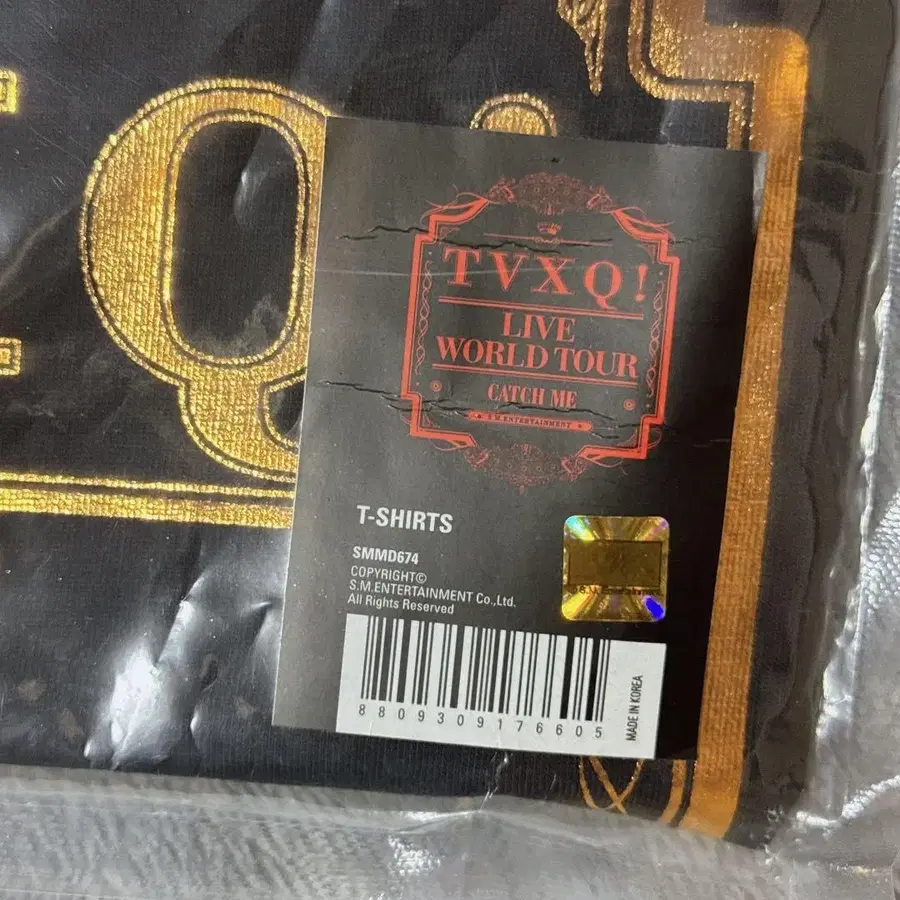 Q
TVXQ!
LIVE
WORLD TOUR
CATCH ME
S.M.ENTERTAINMENT
T-SHIRTS
SMMD674
COPYRIGHT©
S.M.ENTERTAINMENT Co.,Ltd.
All Rights Reserved
S.M. Entertainment
8809309176605
MADE IN KOREA